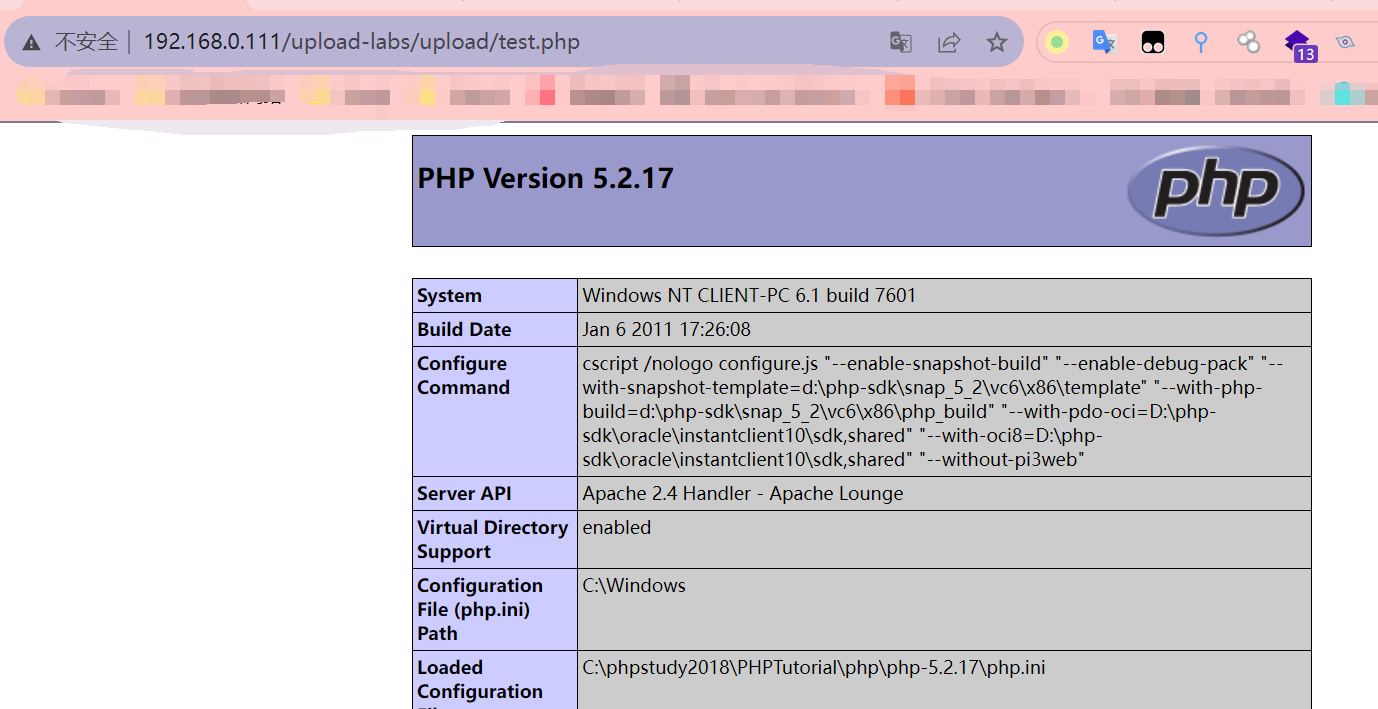 不安全 192.168.0.111/upload-labs/upload/test.php
13
PHP Version 5.2.17
php
System Windows NT CLIENT-PC 6.1 build 7601
Build Date Jan 6 2011 17:26:08
Configure cscript /nologo configure.js "--enable-snapshot-build" "--enable-debug-pack" "--
Command with-snapshot-template=d:\php-sdk\snap_5_2\vc6\x86\template" "--with-php-
build=d:\php-sdk\snap_5_2\vc6\x86\php_build" "--with-pdo-oci=D:\php-
sdk\oracle\instantclient10\sdk,shared" "--with-oci8=D:\php-
sdk\oracle\instantclient10\sdk,shared" "--without-pi3web"
Server API Apache 2.4 Handler - Apache Lounge
Virtual Directory enabled
Support
Configuration C:\Windows
File (php.ini)
Path
Loaded C:\phpstudy2018\PHPTutorial\php\php-5.2.17\php.ini
Configuration